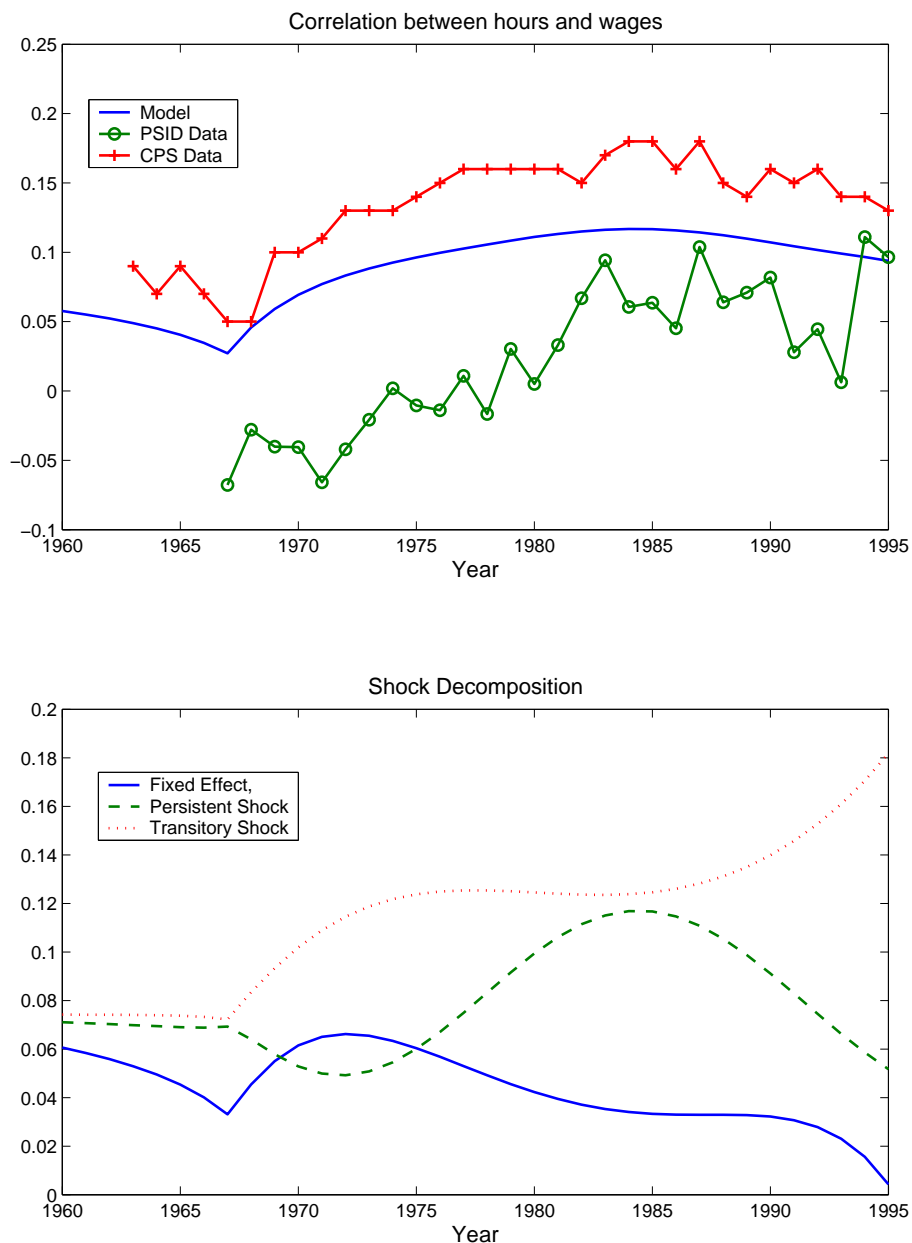 Correlation between hours and wages
0.25
0.2
0.15
0.1
0.05
0
−0.05
−0.1
Model
PSID Data
CPS Data
1960 1965 1970 1975 1980 1985 1990 1995
Year
Shock Decomposition
0.2
0.18
0.16
0.14
0.12
0.1
0.08
0.06
0.04
0.02
0
Fixed Effect,
Persistent Shock
Transitory Shock
1960 1965 1970 1975 1980 1985 1990 1995
Year